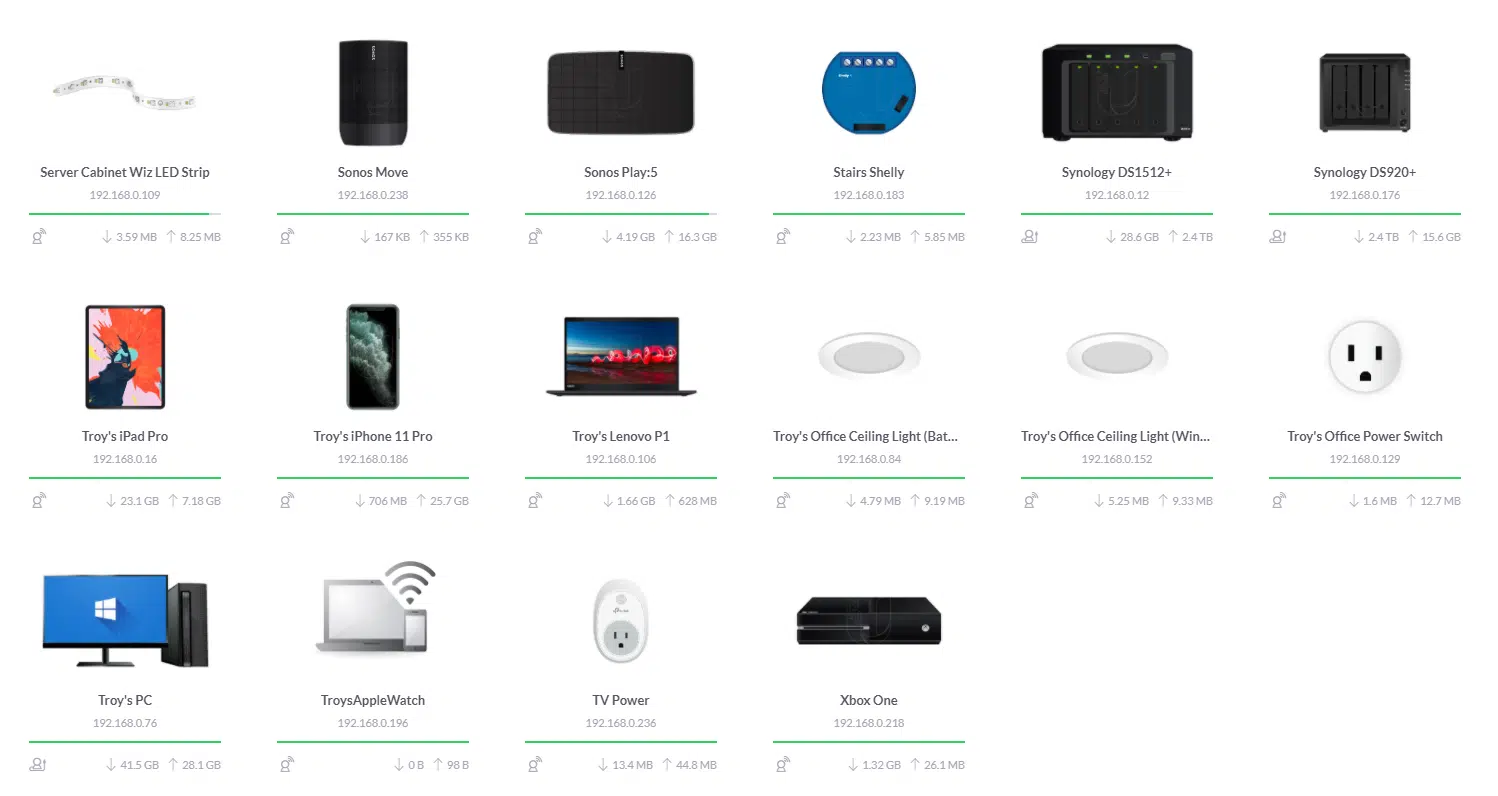 Server Cabinet Wiz LED Strip
192.168.0.109
3.59 MB 8.25 MB
SONOS
Sonos Move
192.168.0.238
167 KB 355 KB
Sonos Play:5
192.168.0.126
4.19 GB 16.3 GB
Stairs Shelly
192.168.0.183
2.23 MB 5.85 MB
Synology DS1512+
192.168.0.12
28.6 GB 2.4 TB
Synology DS920+
192.168.0.176
2.4 TB 15.6 GB
Troy's iPad Pro
192.168.0.16
23.1 GB 7.18 GB
Troy's iPhone 11 Pro
192.168.0.186
706 MB 25.7 GB
Troy's Lenovo P1
192.168.0.106
1.66 GB 628 MB
Troy's Office Ceiling Light (Bat...
192.168.0.84
4.79 MB 9.19 MB
Troy's Office Ceiling Light (Win...
192.168.0.152
5.25 MB 9.33 MB
Troy's Office Power Switch
192.168.0.129
1.6 MB 12.7 MB
Troy's PC
192.168.0.76
41.5 GB 28.1 GB
TroysAppleWatch
192.168.0.196
0 B 98 B
TV Power
192.168.0.236
13.4 MB 44.8 MB
Xbox One
192.168.0.218
1.32 GB 26.1 MB